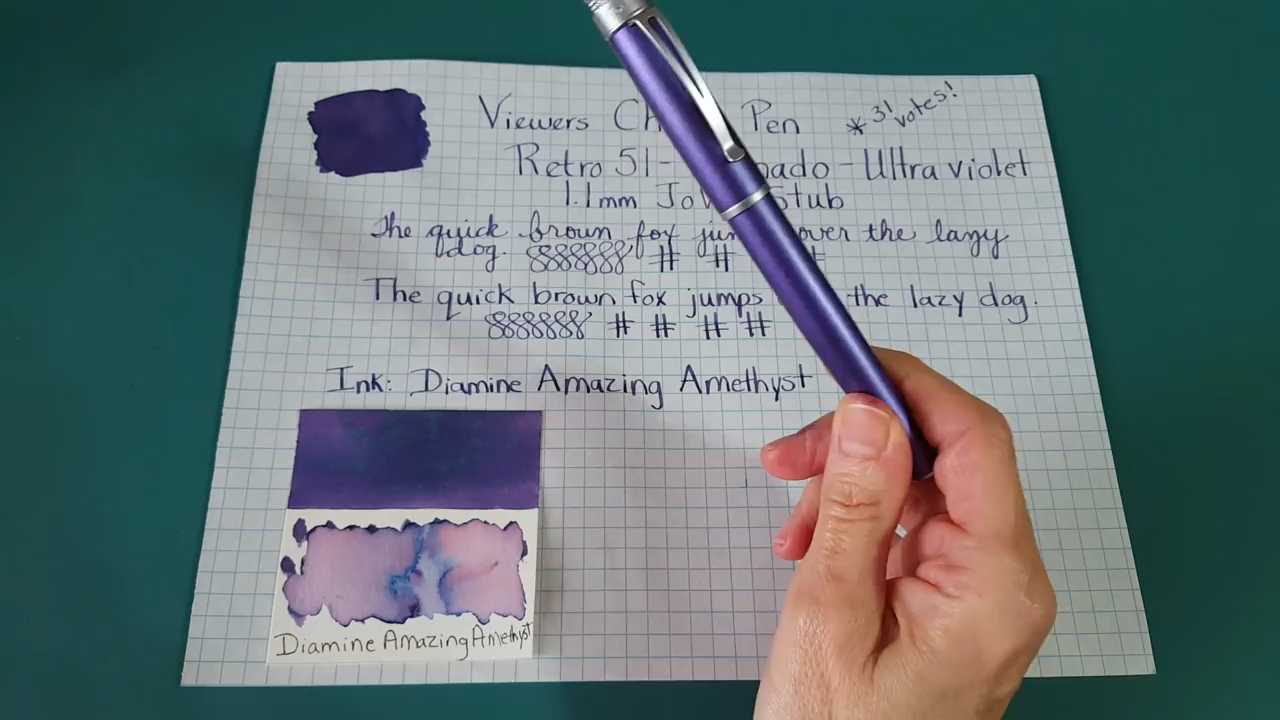 Viewers Ch Pen
* 31 votes!
Retro 51 - ado - Ultra violet
1.1mm Jo Stub
The quick brown fox jum over the lazy
dog. 8888888 # # #
The quick brown fox jumps the lazy dog.
8888888 # # # #
Ink: Diamine Amazing Amethyst
Diamine Amazing Amethyst